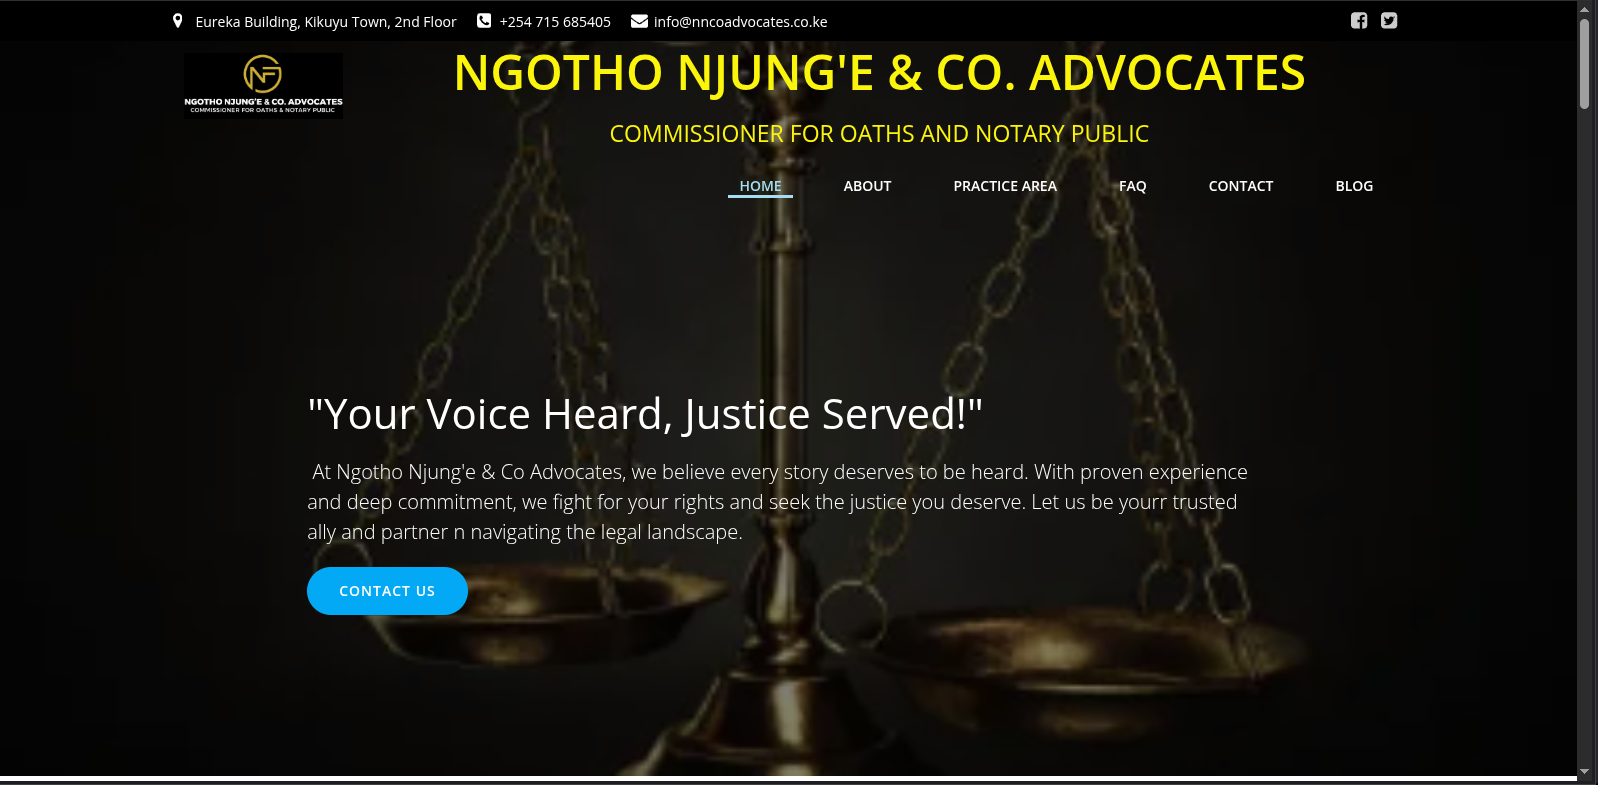 Eureka Building, Kikuyu Town, 2nd Floor +254 715 685405 info@nncoadvocates.co.ke
NF
NGOTHO NJUNG'E & CO. ADVOCATES
COMMISSIONER FOR OATHS & NOTARY PUBLIC
NGOTHO NJUNG'E & CO. ADVOCATES
COMMISSIONER FOR OATHS AND NOTARY PUBLIC
HOME ABOUT PRACTICE AREA FAQ CONTACT BLOG
"Your Voice Heard, Justice Served!"
At Ngotho Njung'e & Co Advocates, we believe every story deserves to be heard. With proven experience
and deep commitment, we fight for your rights and seek the justice you deserve. Let us be yourr trusted
ally and partner n navigating the legal landscape.
CONTACT US